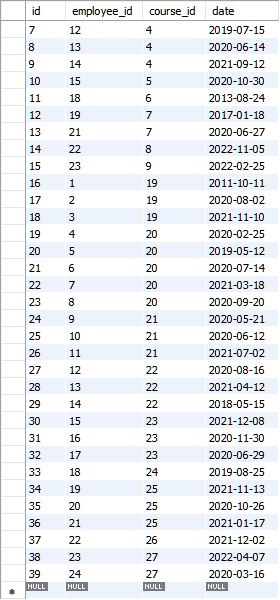 id employee_id course_id date
7 12 4 2019-07-15
8 13 4 2020-06-14
9 14 4 2021-09-12
10 15 5 2020-10-30
11 18 6 2013-08-24
12 19 7 2017-01-18
13 21 7 2020-06-27
14 22 8 2022-11-05
15 23 9 2022-02-25
16 1 19 2011-10-11
17 2 19 2020-08-02
18 3 19 2021-11-10
19 4 20 2020-02-25
20 5 20 2019-05-12
21 6 20 2020-07-14
22 7 20 2021-03-18
23 8 20 2020-09-20
24 9 21 2020-05-21
25 10 21 2020-06-12
26 11 21 2021-07-02
27 12 22 2020-08-16
28 13 22 2021-04-12
29 14 22 2018-05-15
30 15 23 2021-12-08
31 16 23 2020-11-30
32 17 23 2020-06-29
33 18 24 2019-08-25
34 19 25 2021-11-13
35 20 25 2020-10-26
36 21 25 2021-01-17
37 22 26 2021-12-02
38 23 27 2022-04-07
39 24 27 2020-03-16
NULL NULL NULL NULL